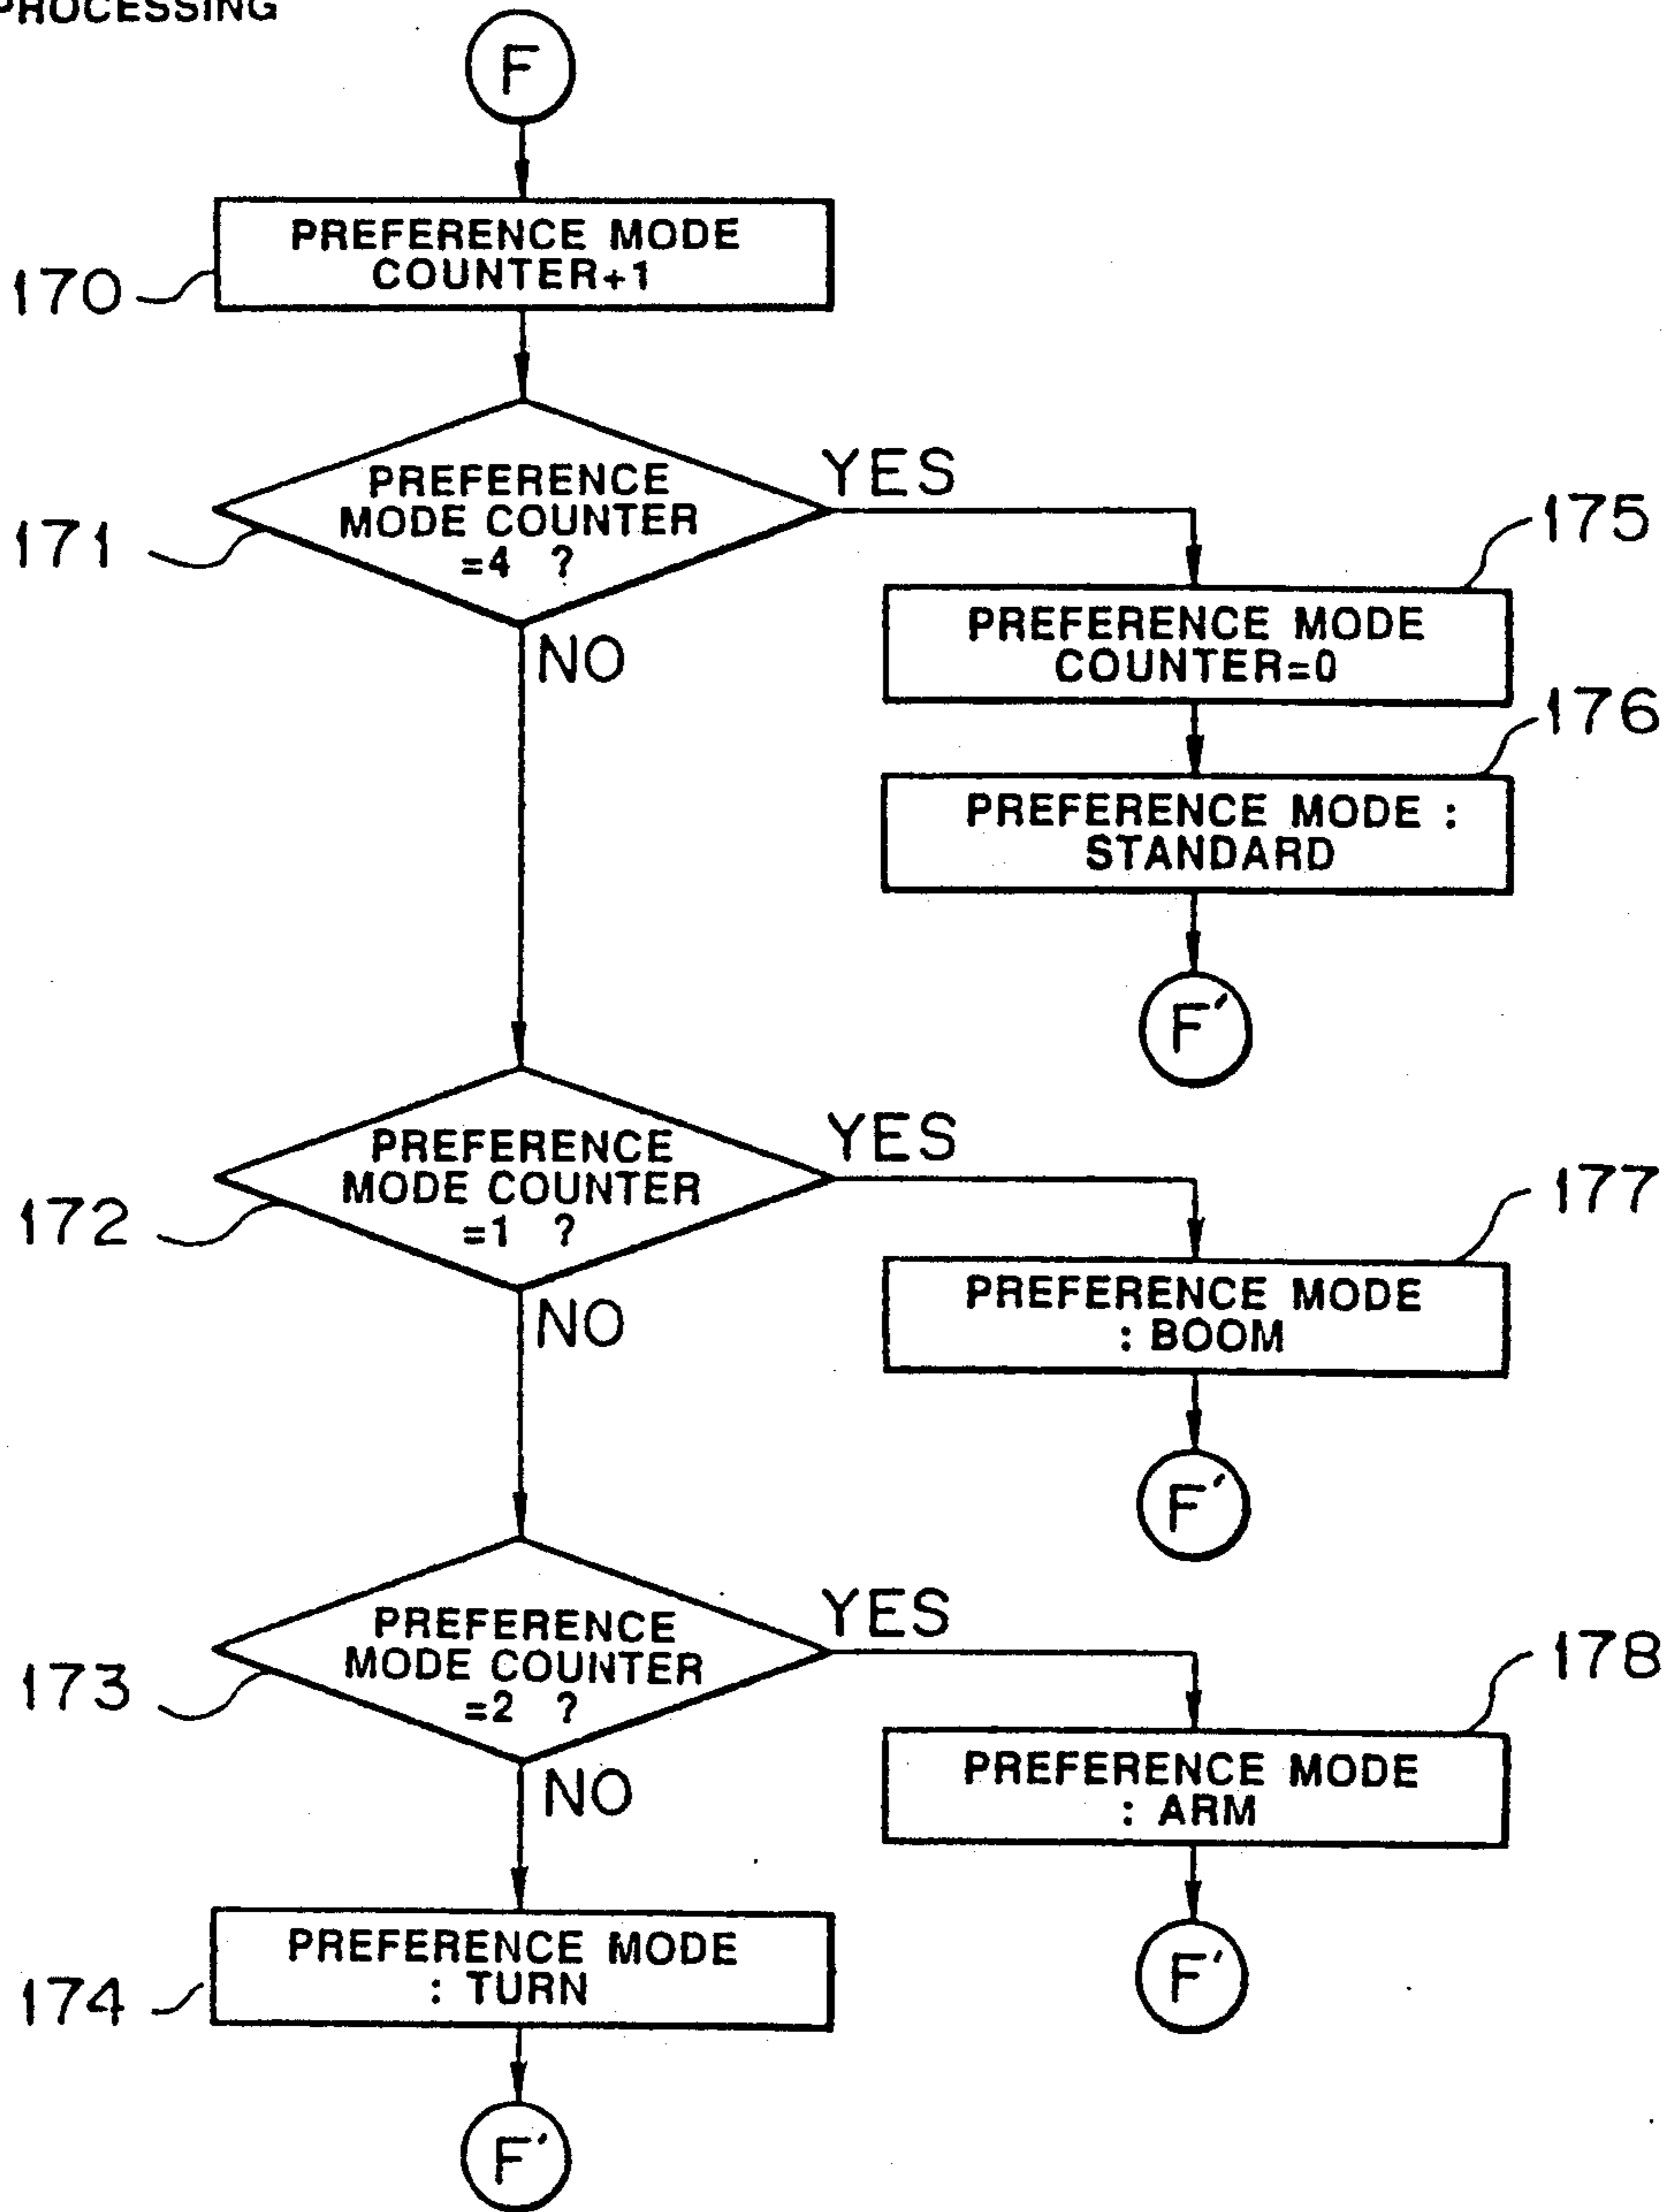 PROCESSING
F
PREFERENCE MODE
COUNTER+1
170
PREFERENCE
MODE COUNTER
=4 ?
171
YES
NO
175
PREFERENCE MODE
COUNTER=0
176
PREFERENCE MODE :
STANDARD
F'
PREFERENCE
MODE COUNTER
=1 ?
172
YES
NO
177
PREFERENCE MODE
: BOOM
F'
PREFERENCE
MODE COUNTER
=2 ?
173
YES
NO
178
PREFERENCE MODE
: ARM
F'
PREFERENCE MODE
: TURN
174
F'